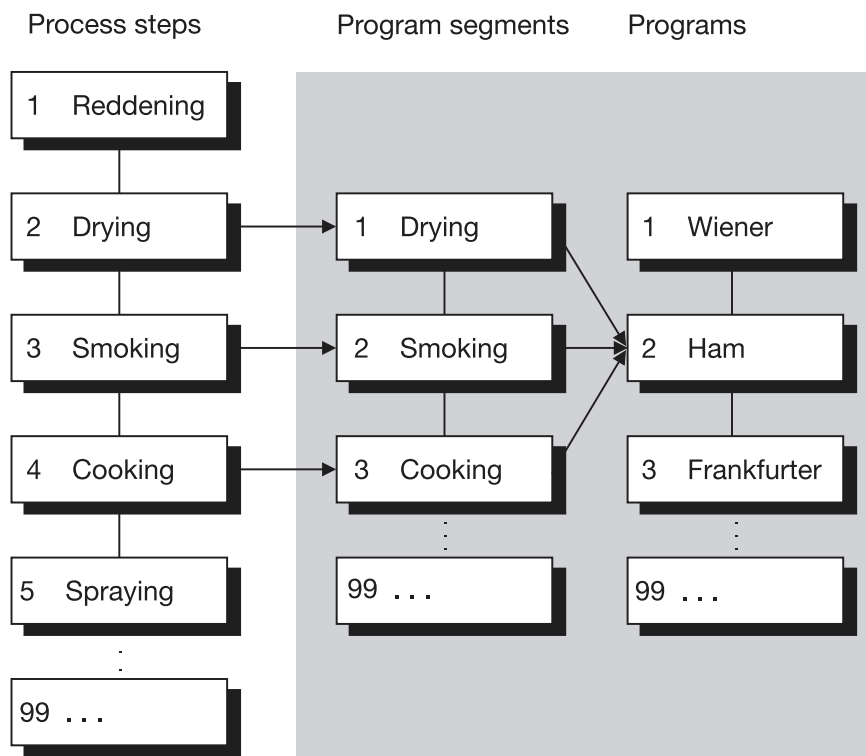 Process steps Program segments Programs
1 Reddening
2 Drying 1 Drying 1 Wiener
3 Smoking 2 Smoking 2 Ham
4 Cooking 3 Cooking 3 Frankfurter
5 Spraying 99 ... 99 ...
99 ...